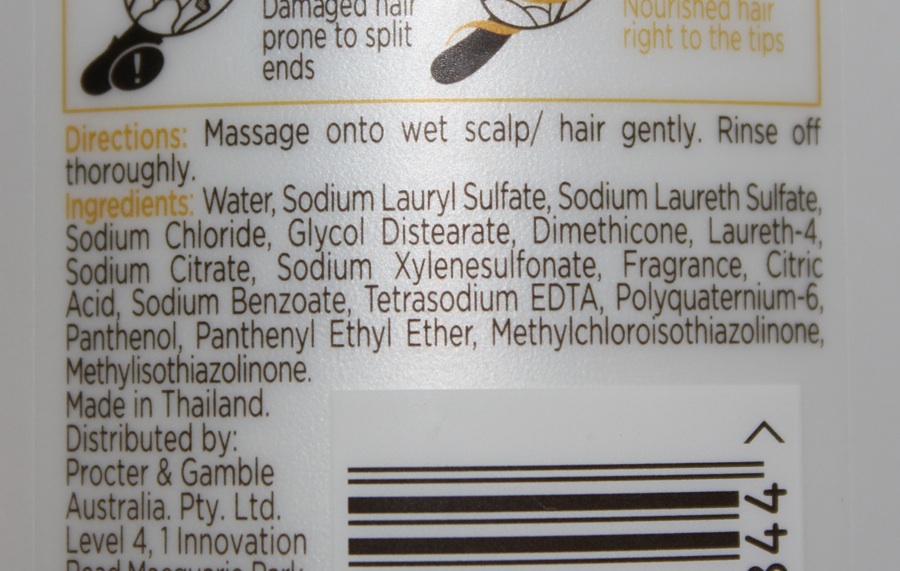 Damaged hair
prone to split
ends
Nourished hair
right to the tips
Directions: Massage onto wet scalp/ hair gently. Rinse off
thoroughly.
Ingredients: Water, Sodium Lauryl Sulfate, Sodium Laureth Sulfate,
Sodium Chloride, Glycol Distearate, Dimethicone, Laureth-4,
Sodium Citrate, Sodium Xylenesulfonate, Fragrance, Citric
Acid, Sodium Benzoate, Tetrasodium EDTA, Polyquaternium-6,
Panthenol, Panthenyl Ethyl Ether, Methylchloroisothiazolinone,
Methylisothiazolinone.
Made in Thailand.
Distributed by:
Procter & Gamble
Australia. Pty. Ltd.
Level 4, 1 Innovation
Road Macquarie Park